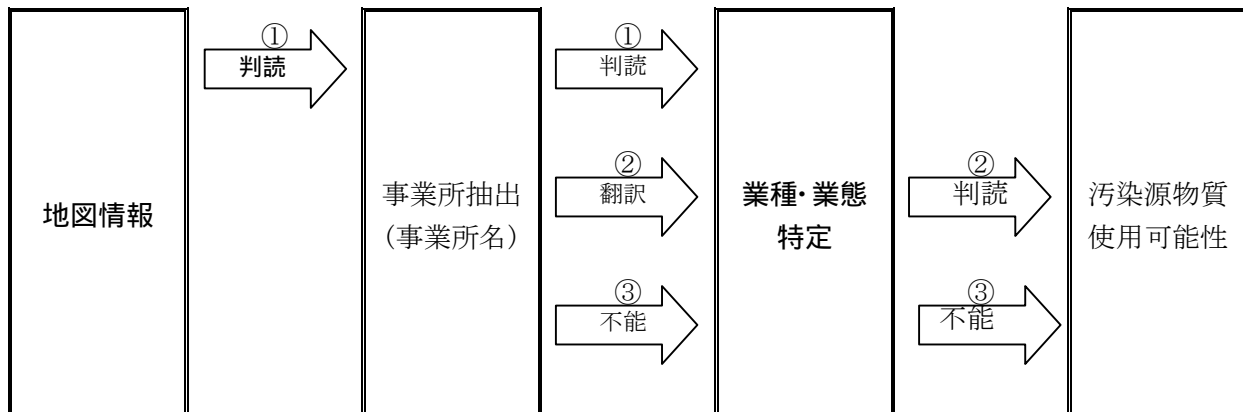 地図情報
①
判読
事業所抽出
（事業所名）
①
判読
②
翻訳
③
不能
業種・業態
特定
②
判読
③
不能
汚染源物質
使用可能性